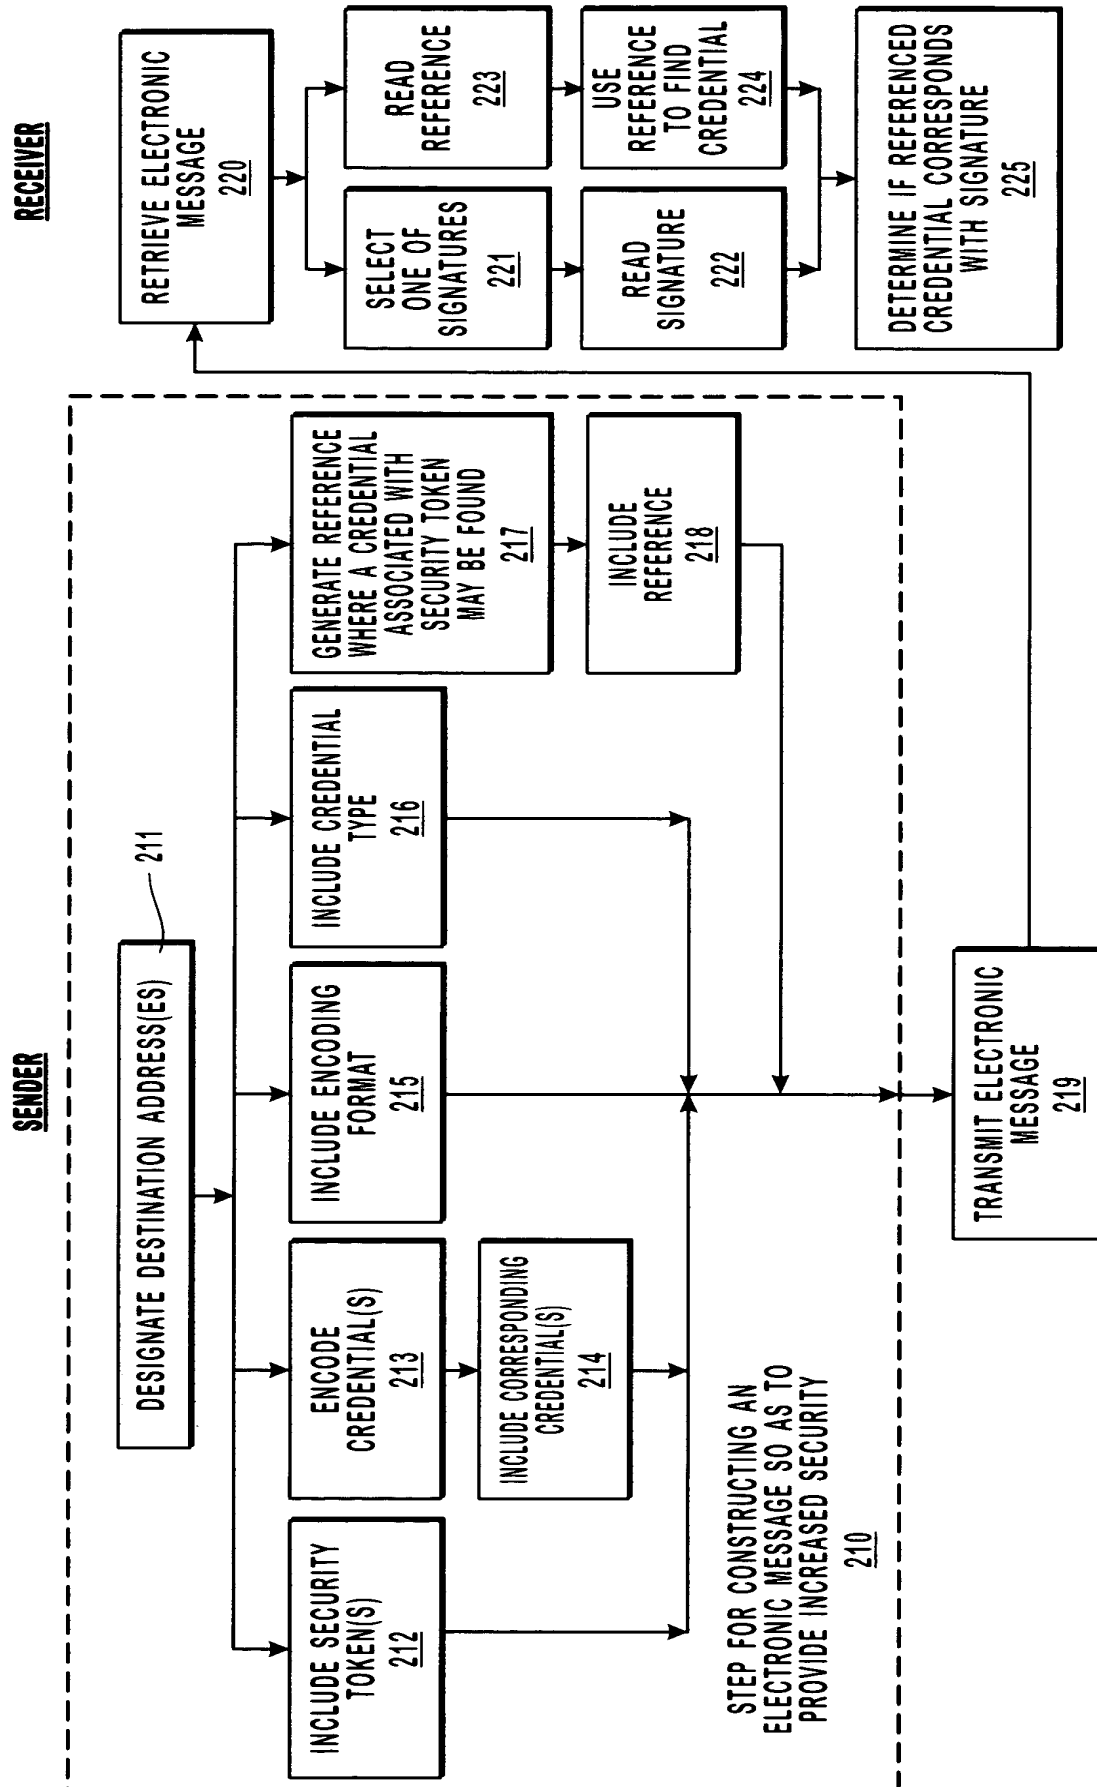 SENDER
DESIGNATE DESTINATION ADDRESS(ES)
211
INCLUDE SECURITY
TOKEN(S)
212
ENCODE
CREDENTIAL(S)
213
INCLUDE CORRESPONDING
CREDENTIAL(S)
214
INCLUDE ENCODING
FORMAT
215
INCLUDE CREDENTIAL
TYPE
216
GENERATE REFERENCE
WHERE A CREDENTIAL
ASSOCIATED WITH
SECURITY TOKEN
MAY BE FOUND
217
INCLUDE
REFERENCE
218
STEP FOR CONSTRUCTING AN
ELECTRONIC MESSAGE SO AS TO
PROVIDE INCREASED SECURITY
210
TRANSMIT ELECTRONIC
MESSAGE
219
RECEIVER
RETRIEVE ELECTRONIC
MESSAGE
220
SELECT
ONE OF
SIGNATURES
221
READ
SIGNATURE
222
READ
REFERENCE
223
USE
REFERENCE
TO FIND
CREDENTIAL
224
DETERMINE IF REFERENCED
CREDENTIAL CORRESPONDS
WITH SIGNATURE
225